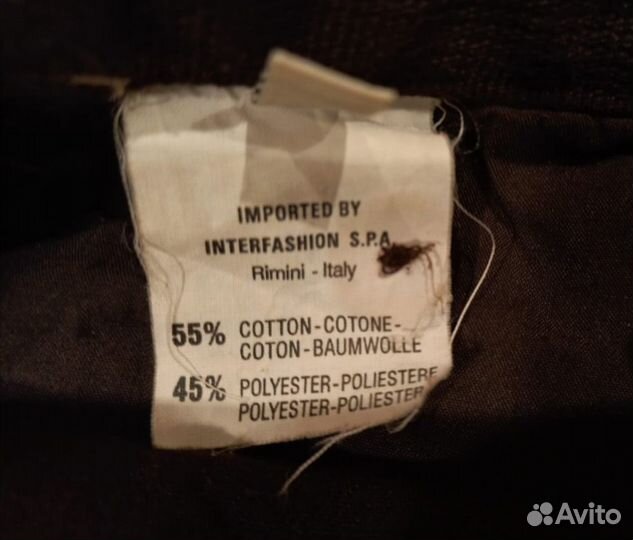 IMPORTED BY
INTERFASHION S.P.A.
Rimini - Italy
55% COTTON-COTONE-
COTON-BAUMWOLLE
45% POLYESTER-POLIESTERE
POLYESTER-POLIESTER
Avito